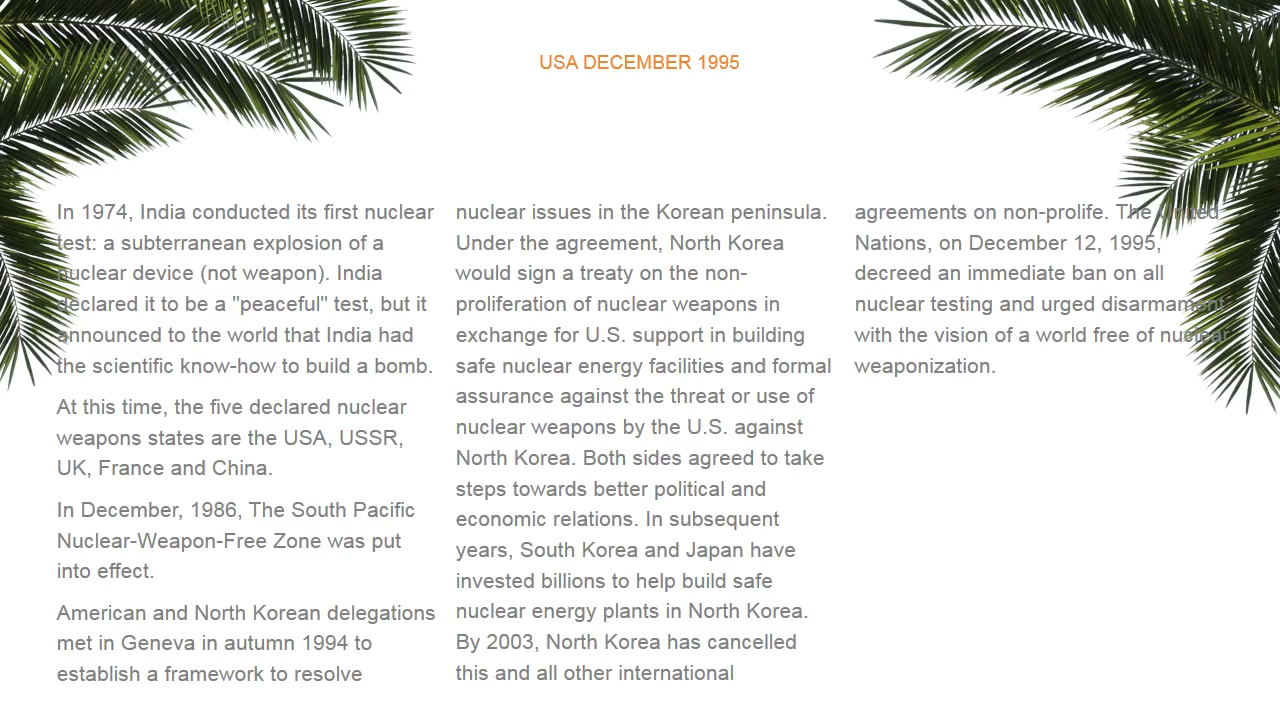 USA DECEMBER 1995
In 1974, India conducted its first nuclear
test: a subterranean explosion of a
nuclear device (not weapon). India
declared it to be a "peaceful" test, but it
announced to the world that India had
the scientific know-how to build a bomb.
At this time, the five declared nuclear
weapons states are the USA, USSR,
UK, France and China.
In December, 1986, The South Pacific
Nuclear-Weapon-Free Zone was put
into effect.
American and North Korean delegations
met in Geneva in autumn 1994 to
establish a framework to resolve
nuclear issues in the Korean peninsula.
Under the agreement, North Korea
would sign a treaty on the non-
proliferation of nuclear weapons in
exchange for U.S. support in building
safe nuclear energy facilities and formal
assurance against the threat or use of
nuclear weapons by the U.S. against
North Korea. Both sides agreed to take
steps towards better political and
economic relations. In subsequent
years, South Korea and Japan have
invested billions to help build safe
nuclear energy plants in North Korea.
By 2003, North Korea has cancelled
this and all other international
agreements on non-prolife. The United
Nations, on December 12, 1995,
decreed an immediate ban on all
nuclear testing and urged disarmament
with the vision of a world free of nuclear
weaponization.